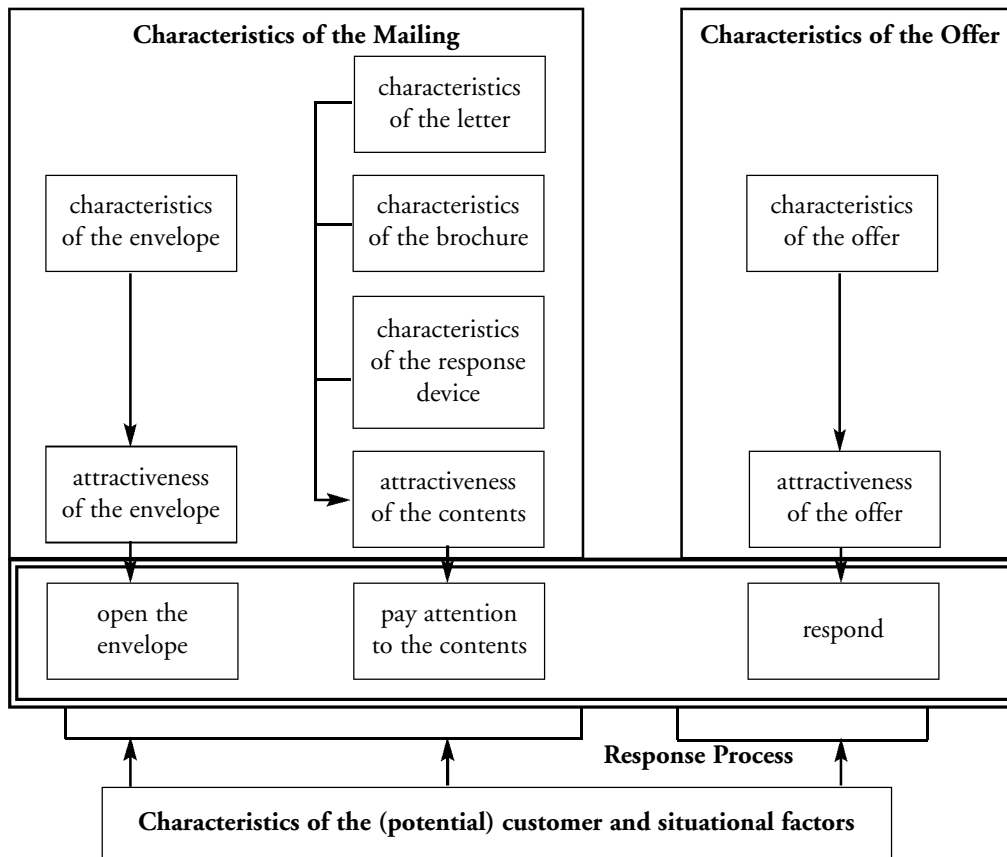 Characteristics of the Mailing
characteristics
of the letter
characteristics
of the envelope
characteristics
of the brochure
characteristics
of the response
device
attractiveness
of the envelope
attractiveness
of the contents
Characteristics of the Offer
characteristics
of the offer
attractiveness
of the offer
open the
envelope
pay attention
to the contents
respond
Response Process
Characteristics of the (potential) customer and situational factors